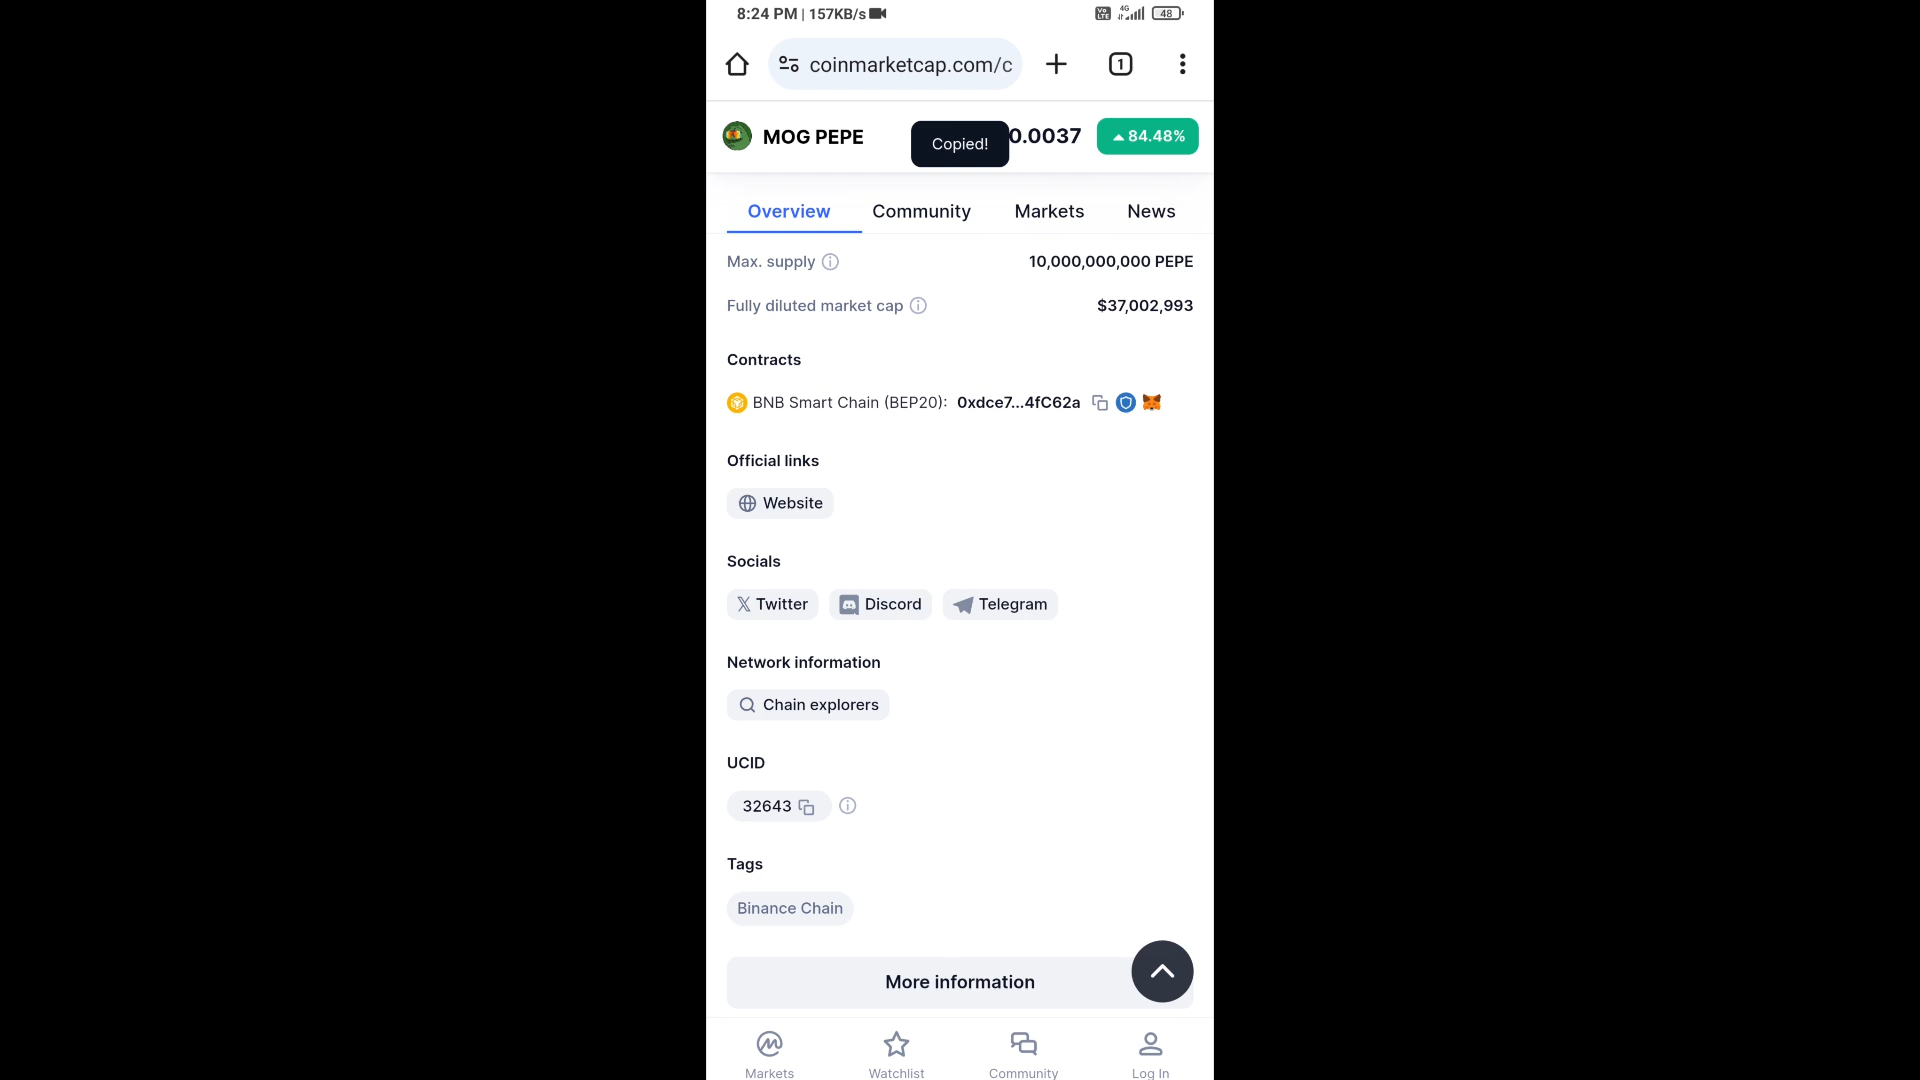 8:24 PM | 157KB/s
Vo LTE 4G 48
coinmarketcap.com/c
1
MOG PEPE
Copied!
0.0037
84.48%
Overview Community Markets News
Max. supply 10,000,000,000 PEPE
Fully diluted market cap $37,002,993
Contracts
BNB Smart Chain (BEP20): 0xdce7...4fC62a
Official links
Website
Socials
Twitter Discord Telegram
Network information
Chain explorers
UCID
32643
Tags
Binance Chain
More information
Markets Watchlist Community Log In